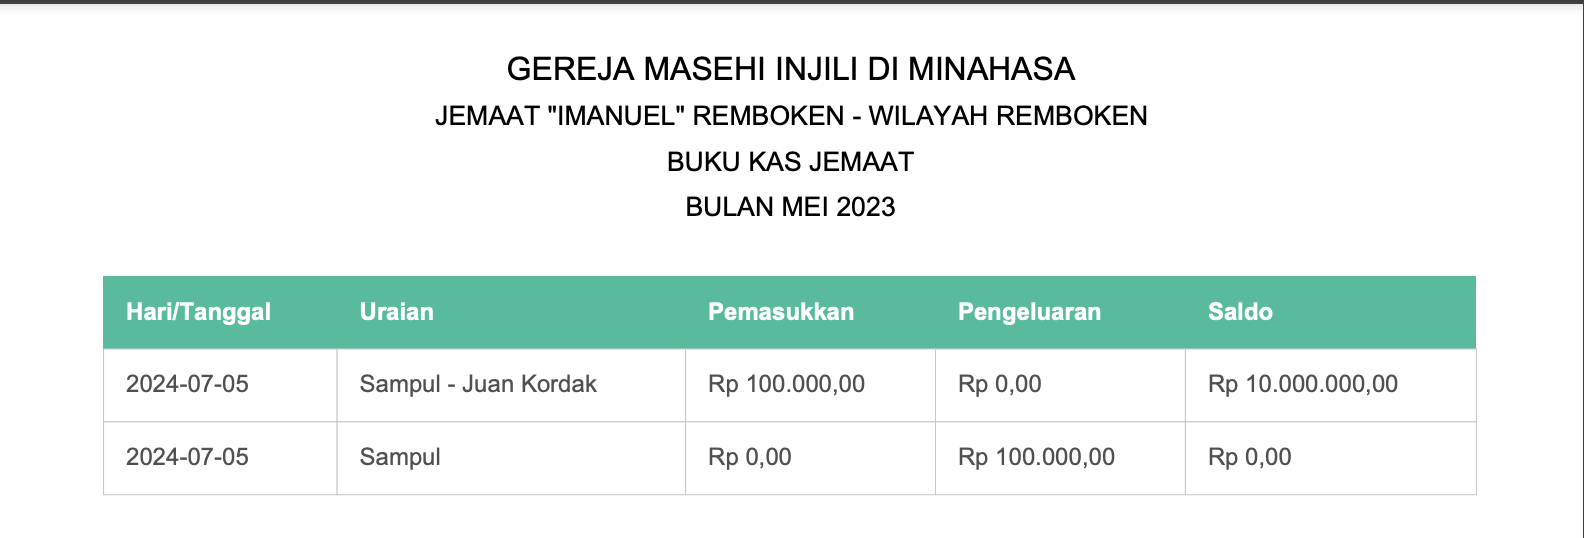 GEREJA MASEHI INJILI DI MINAHASA
JEMAAT "IMANUEL" REMBOKEN - WILAYAH REMBOKEN
BUKU KAS JEMAAT
BULAN MEI 2023
Hari/Tanggal Uraian Pemasukkan Pengeluaran Saldo
2024-07-05 Sampul - Juan Kordak Rp 100.000,00 Rp 0,00 Rp 10.000.000,00
2024-07-05 Sampul Rp 0,00 Rp 100.000,00 Rp 0,00